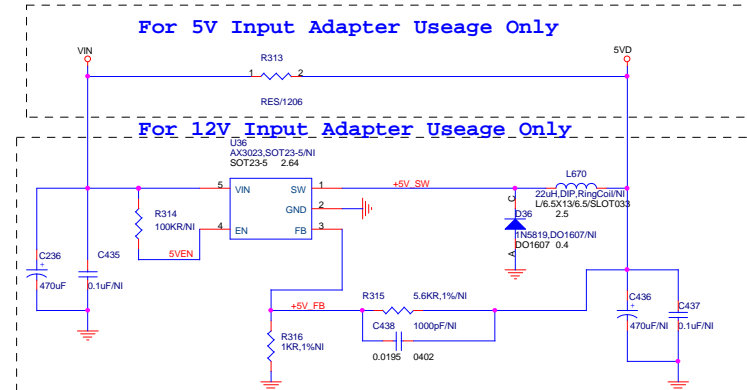 For 5V Input Adapter Useage Only
VIN
R313
5VD
1
2
RES/1206
For 12V Input Adapter Useage Only
U36
AX3023,SOT23-5/NI
SOT23-5 2.64
5 VIN SW 1
GND 2
4 EN FB 3
+5V_SW
L670
22uH,DIP,RingCoil/NI
L/6.5X13/6.5/SLOT033
2.5
R314
100KR/NI
5VEN
C
D36
1N5819,DO1607/NI
DO1607 0.4
A
C236
+
470uF
C435
0.1uF/NI
+5V_FB
R315 5.6KR,1%/NI
C438 1000pF/NI
0.0195 0402
R316
1KR,1%NI
C436
+
470uF/NI
C437
0.1uF/NI